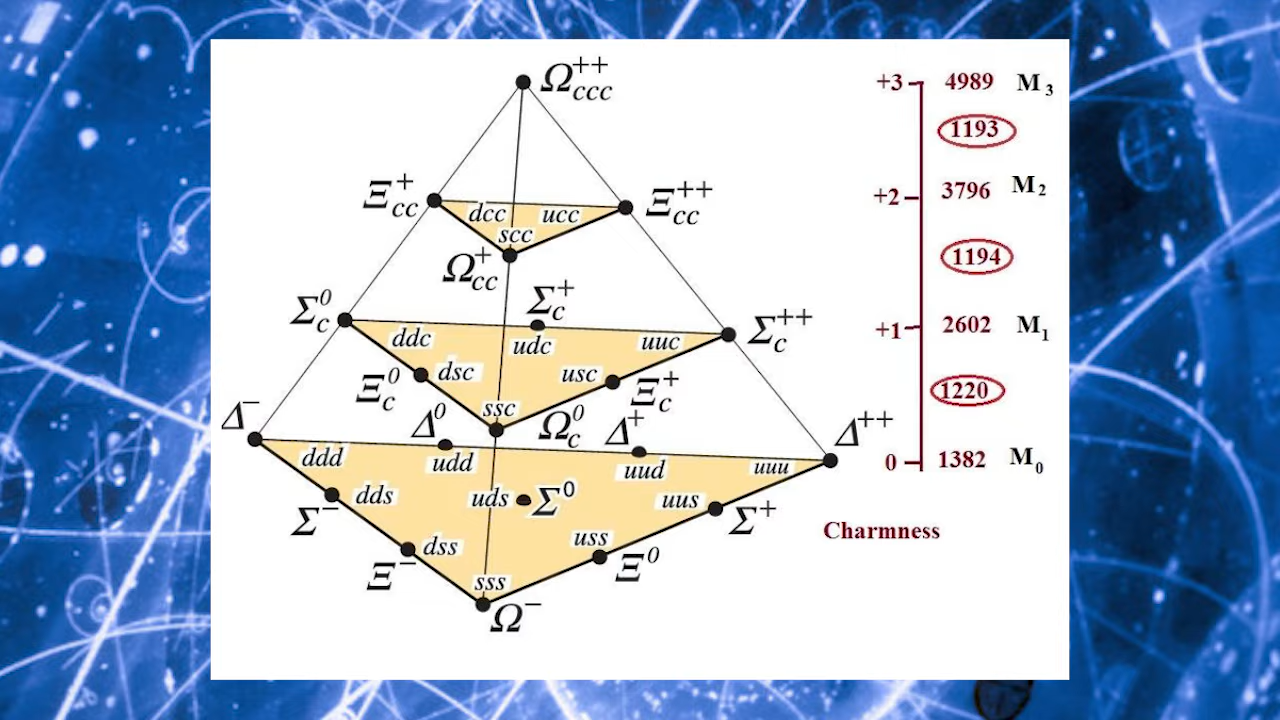 Ω++ccc
+3 4989 M3
1193
Ξ+cc dcc ucc Ξ++cc
scc
+2 3796 M2
Ω+cc
1194
Σ0c Σ+c Σ++c
ddc udc uuc
+1 2602 M1
Ξ0c dsc usc Ξ+c
ssc
1220
Δ− Δ0 Ω0c Δ+ Δ++
ddd udd uud uuu
0 1382 M0
Σ− dds uds Σ0 uus Σ+
Charmness
Ξ− dss uss Ξ0
sss
Ω−